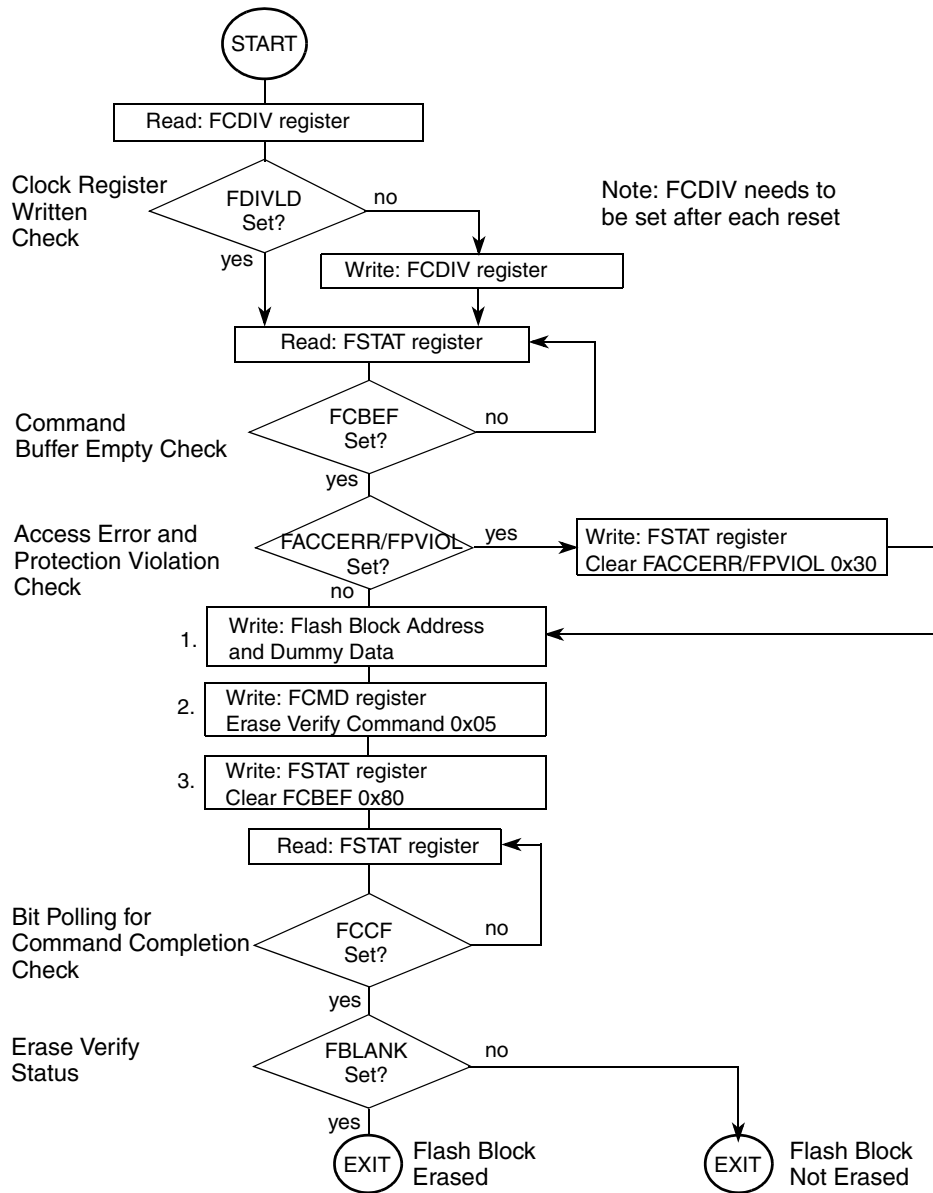 START
Read: FCDIV register
Clock Register
Written
Check
FDIVLD
Set?
no
yes
Note: FCDIV needs to
be set after each reset
Write: FCDIV register
Read: FSTAT register
Command
Buffer Empty Check
FCBEF
Set?
no
yes
Access Error and
Protection Violation
Check
FACCERR/FPVIOL
Set?
yes
no
Write: FSTAT register
Clear FACCERR/FPVIOL 0x30
1.
Write: Flash Block Address
and Dummy Data
2.
Write: FCMD register
Erase Verify Command 0x05
3.
Write: FSTAT register
Clear FCBEF 0x80
Read: FSTAT register
Bit Polling for
Command Completion
Check
FCCF
Set?
no
yes
Erase Verify
Status
FBLANK
Set?
no
yes
EXIT
Flash Block
Erased
EXIT
Flash Block
Not Erased